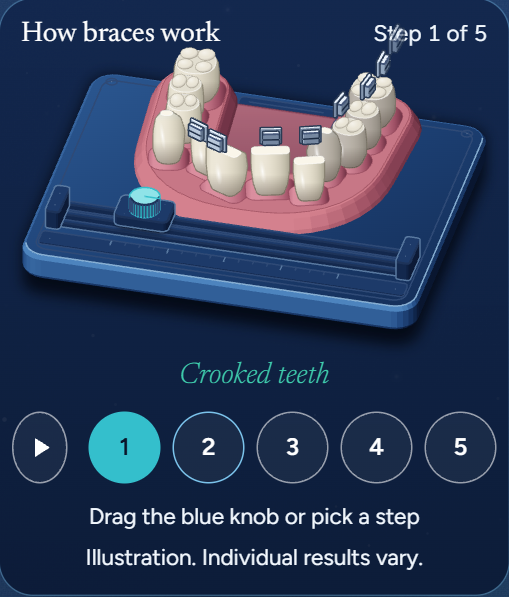 How braces work
Step 1 of 5
Crooked teeth
1 2 3 4 5
Drag the blue knob or pick a step
Illustration. Individual results vary.